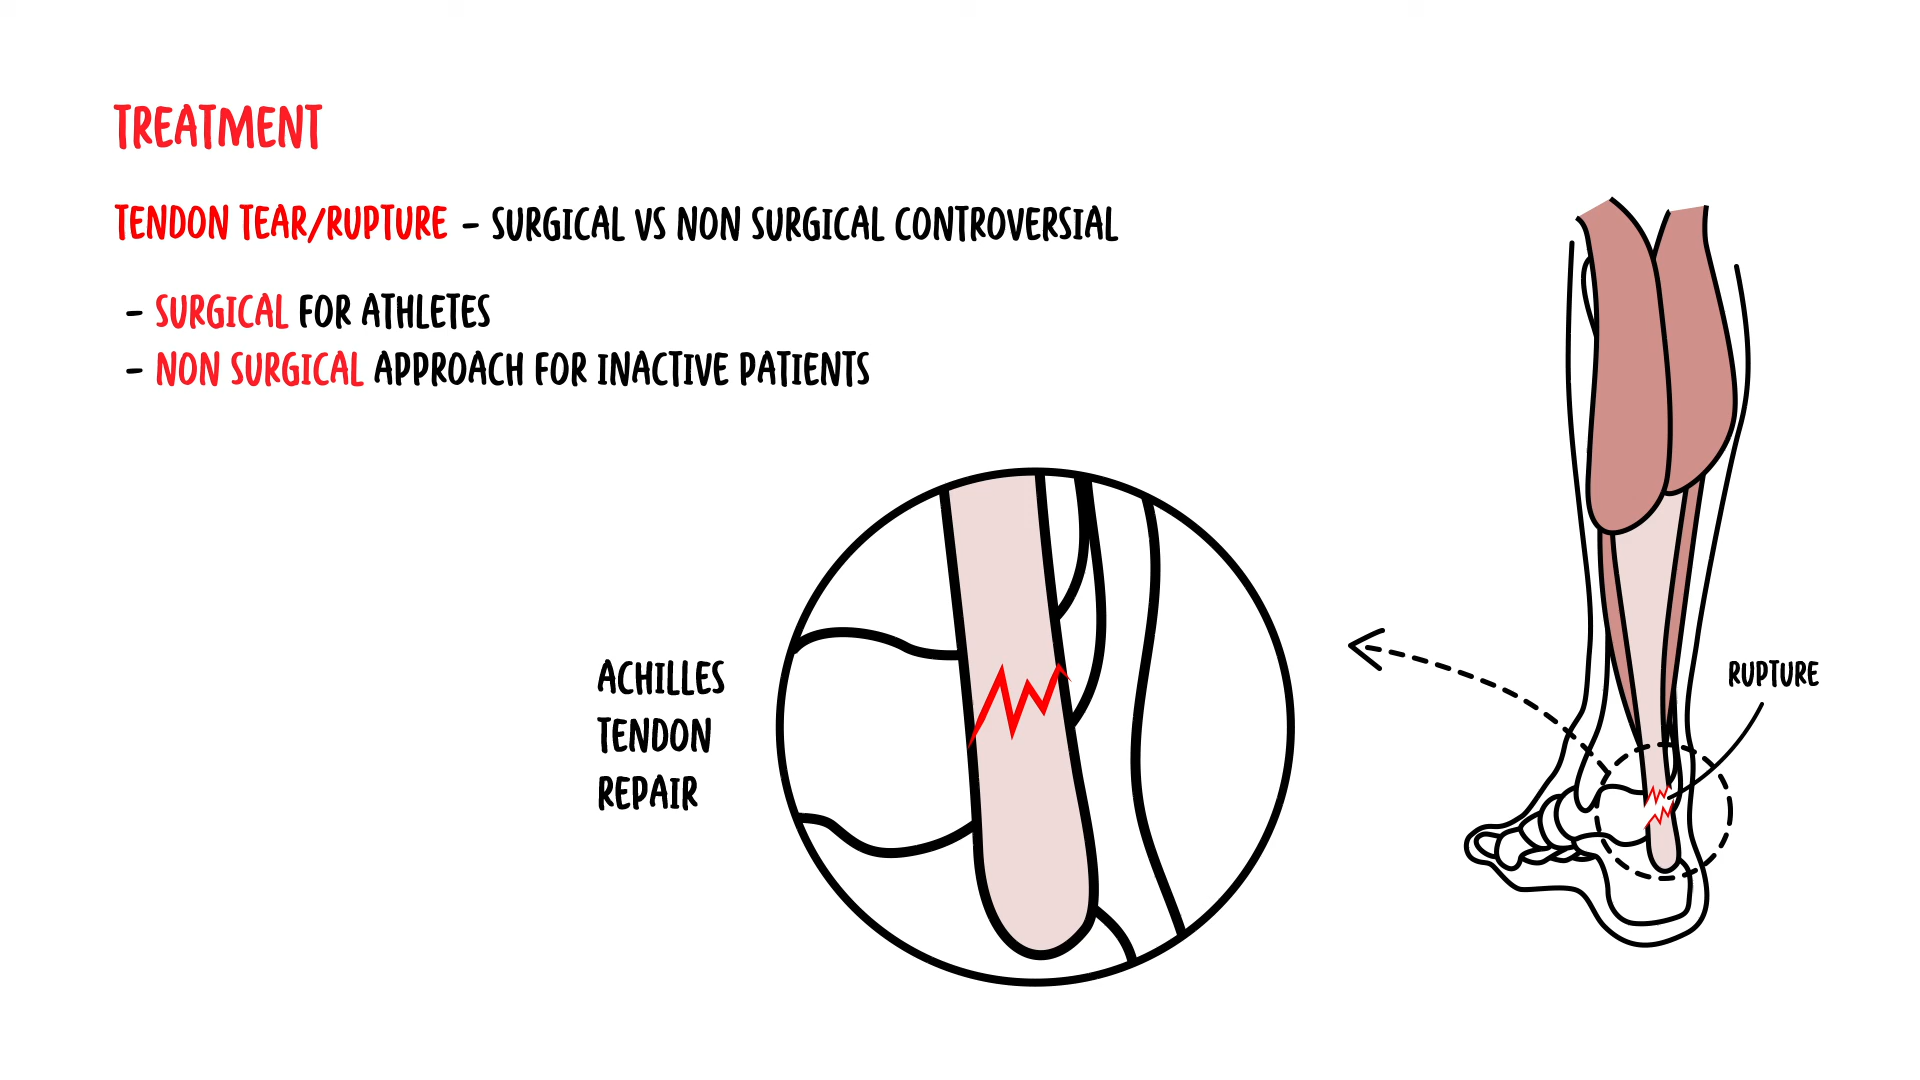 TREATMENT
TENDON TEAR/RUPTURE – SURGICAL VS NON SURGICAL CONTROVERSIAL
– SURGICAL FOR ATHLETES
– NON SURGICAL APPROACH FOR INACTIVE PATIENTS
ACHILLES
TENDON
REPAIR
RUPTURE